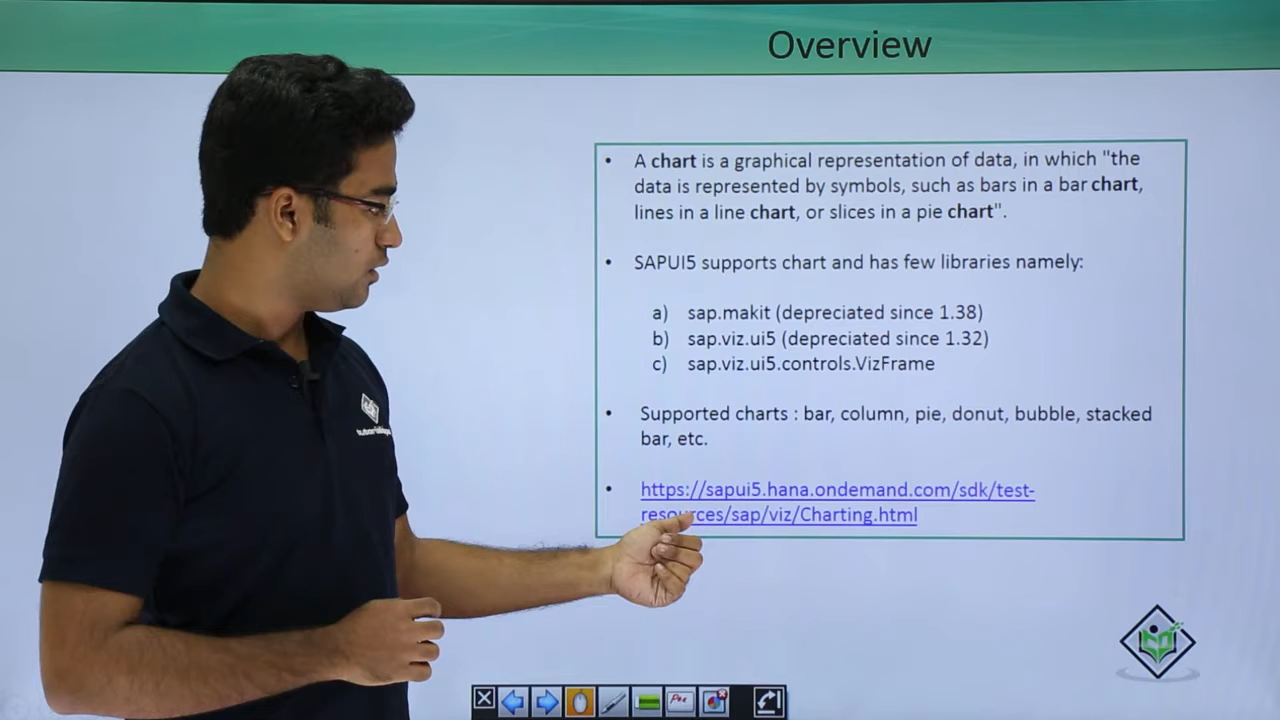 Overview
• A chart is a graphical representation of data, in which "the
data is represented by symbols, such as bars in a bar chart,
lines in a line chart, or slices in a pie chart".
• SAPUI5 supports chart and has few libraries namely:
a) sap.makit (depreciated since 1.38)
b) sap.viz.ui5 (depreciated since 1.32)
c) sap.viz.ui5.controls.VizFrame
• Supported charts : bar, column, pie, donut, bubble, stacked
bar, etc.
• https://sapui5.hana.ondemand.com/sdk/test-
resources/sap/viz/Charting.html